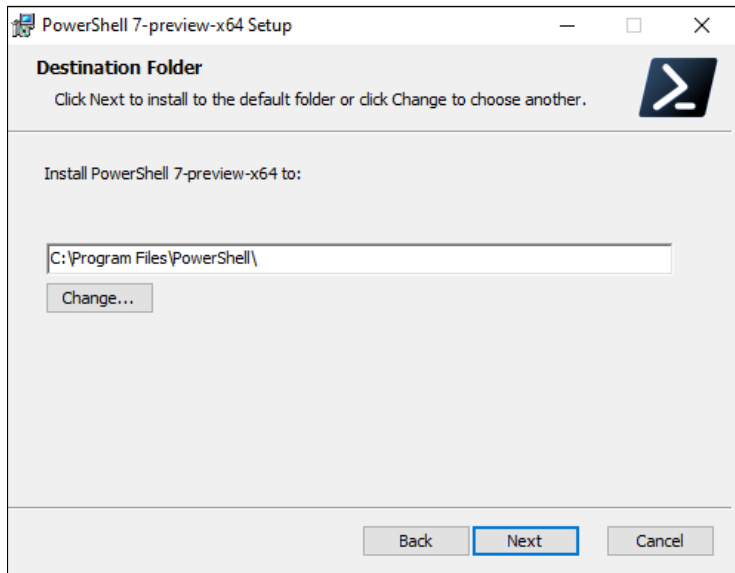 PowerShell 7-preview-x64 Setup
Destination Folder
Click Next to install to the default folder or click Change to choose another.
Install PowerShell 7-preview-x64 to:
C:\Program Files\PowerShell\
Change...
Back Next Cancel